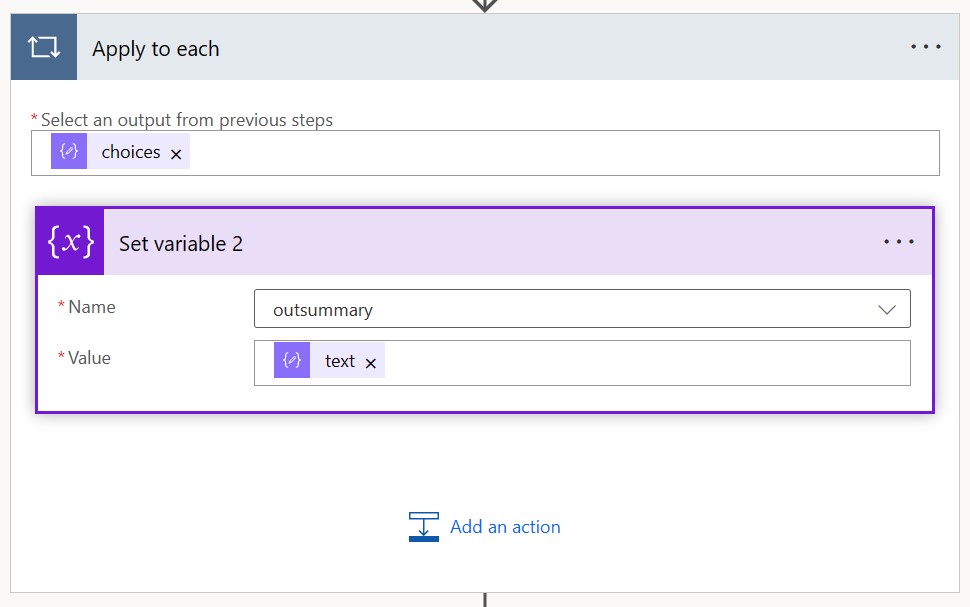 Apply to each
* Select an output from previous steps
choices ×
{x} Set variable 2
* Name outsummary
* Value text ×
Add an action